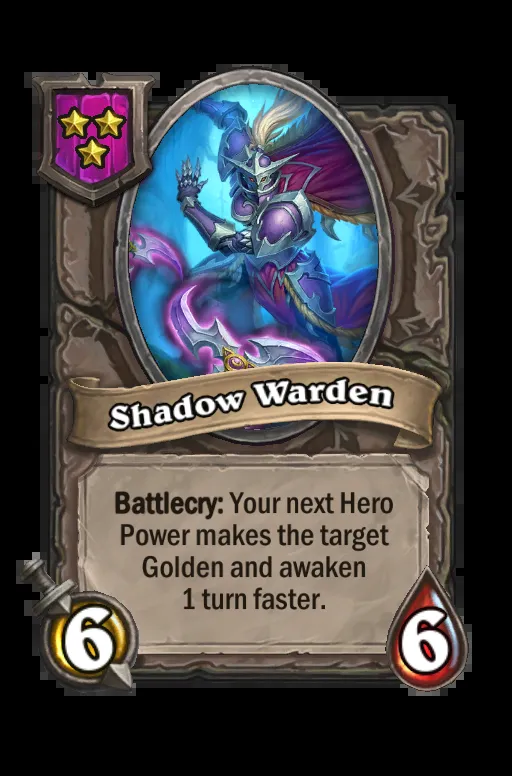 Shadow Warden
Battlecry: Your next Hero
Power makes the target
Golden and awaken
1 turn faster.
6
6